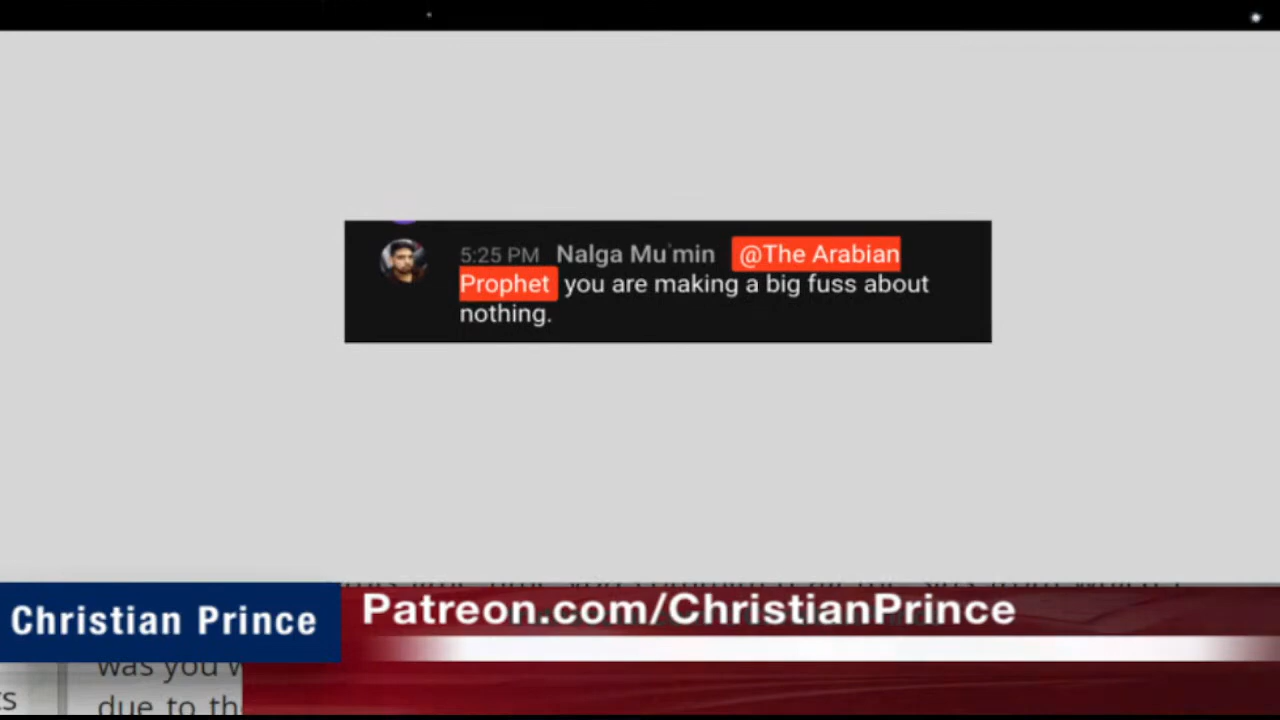 5:25 PM Nalga Mu'min @The Arabian
Prophet you are making a big fuss about
nothing.
Christian Prince
Patreon.com/ChristianPrince
was you
due to